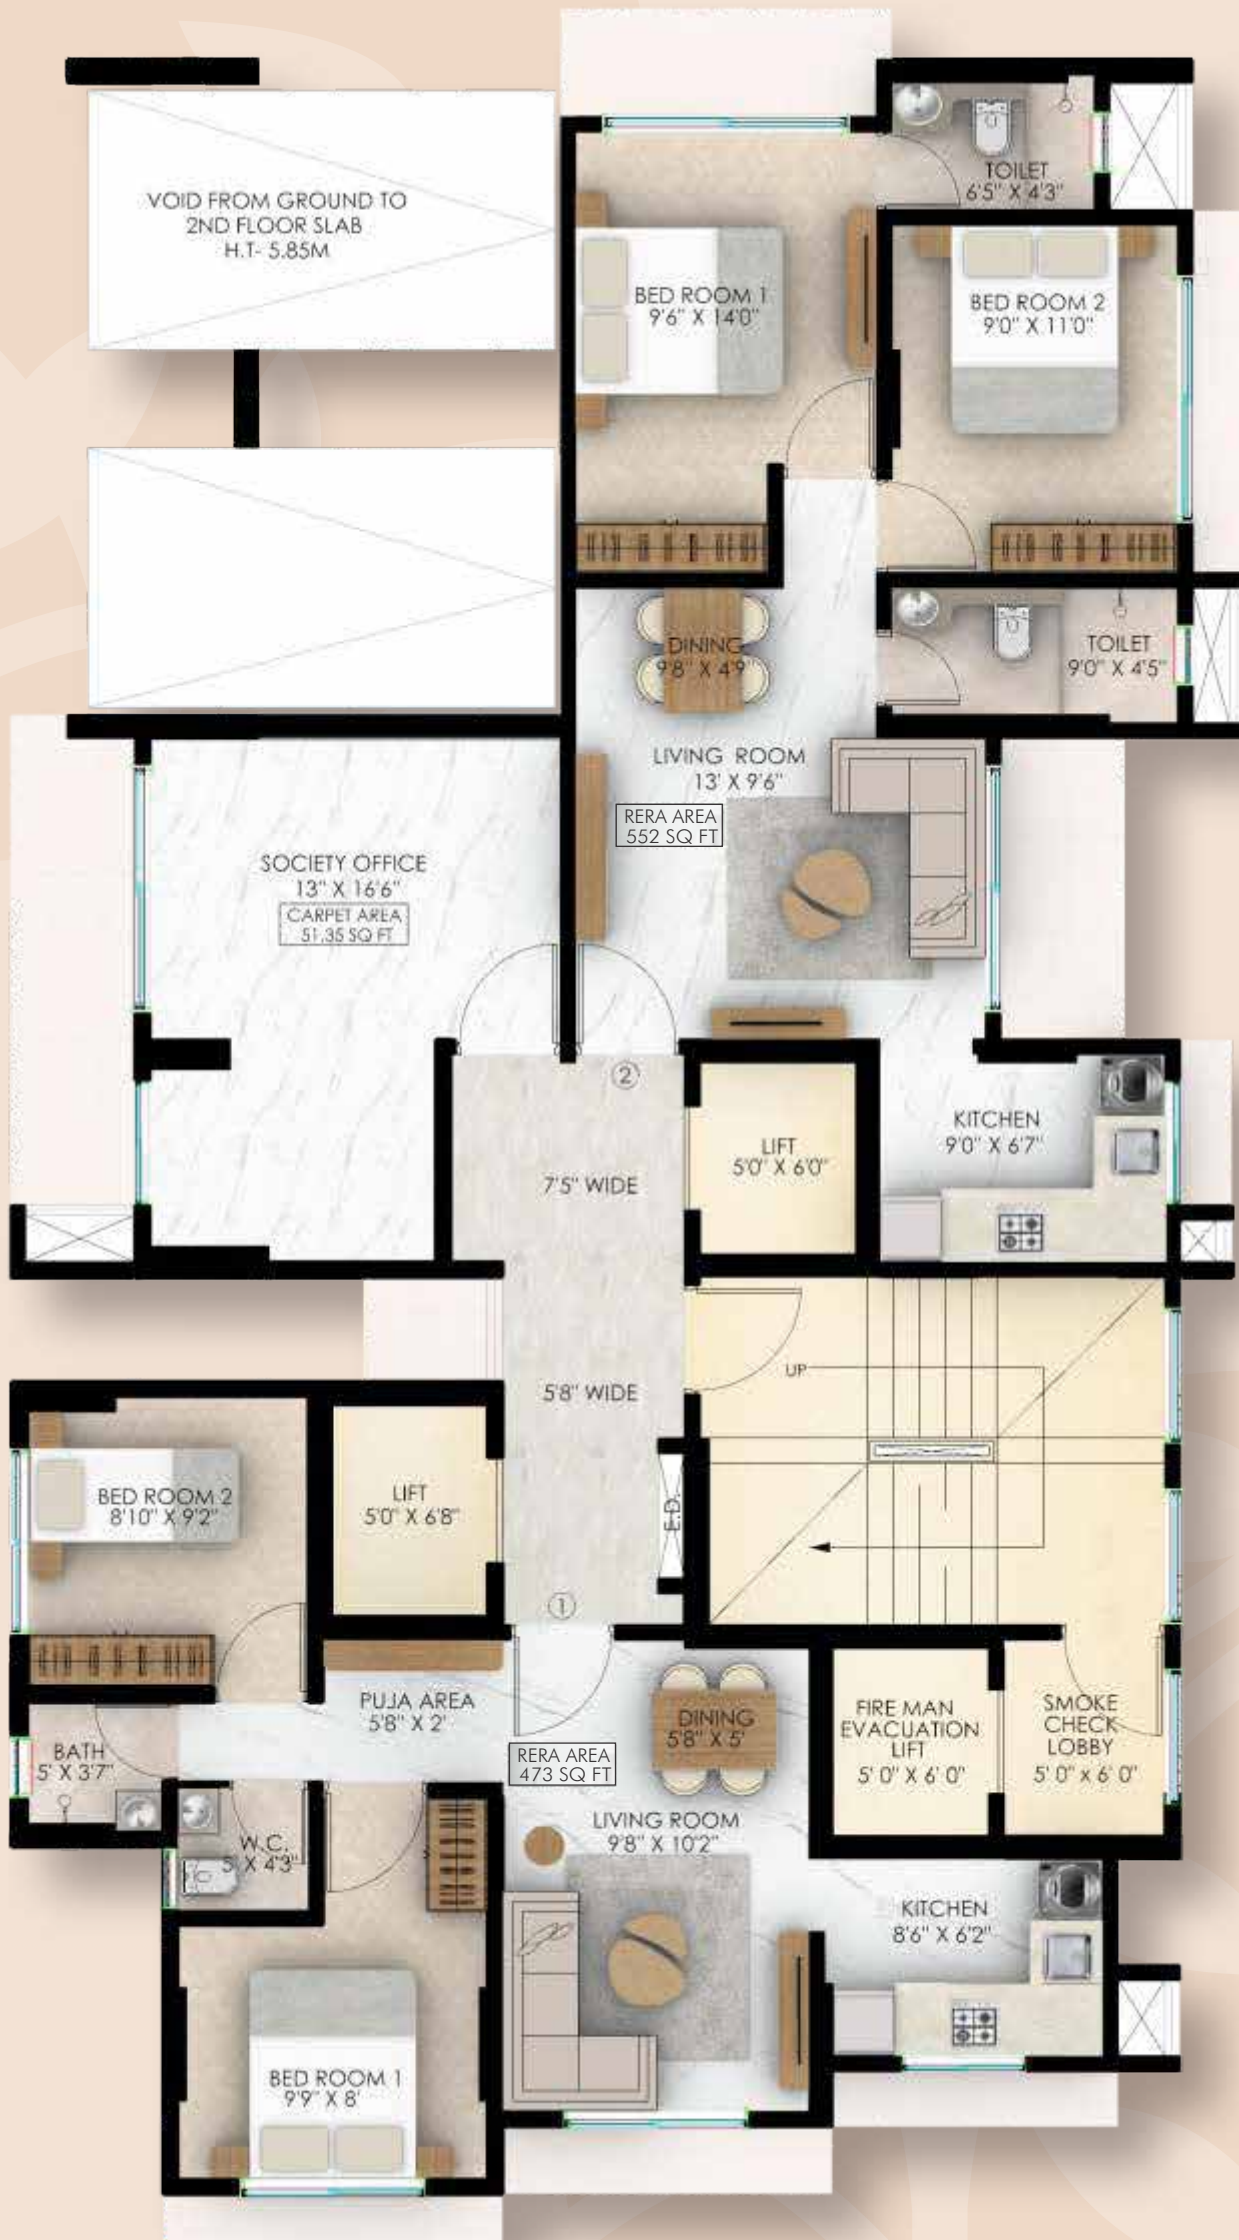 TOILET
6'5" X 4'3"
VOID FROM GROUND TO
2ND FLOOR SLAB
H.T- 5.85M
BED ROOM 1
9'6" X 14'0"
BED ROOM 2
9'0" X 11'0"
DINING
9'8" X 4'9"
TOILET
9'0" X 4'5"
LIVING ROOM
13' X 9'6"
RERA AREA
552 SQ FT
SOCIETY OFFICE
13" X 16'6"
CARPET AREA
51.35 SQ FT
2
LIFT
5'0" X 6'0"
KITCHEN
9'0" X 6'7"
7'5" WIDE
UP
5'8" WIDE
BED ROOM 2
8'10" X 9'2"
LIFT
5'0" X 6'8"
E.D.
1
PUJA AREA
5'8" X 2'
DINING
5'8" X 5'
FIRE MAN
EVACUATION
LIFT
5' 0" X 6' 0"
SMOKE
CHECK
LOBBY
5' 0" x 6' 0"
BATH
5' X 3'7"
RERA AREA
473 SQ FT
LIVING ROOM
9'8" X 10'2"
W.C.
5' X 4'3"
KITCHEN
8'6" X 6'2"
BED ROOM 1
9'9" X 8'